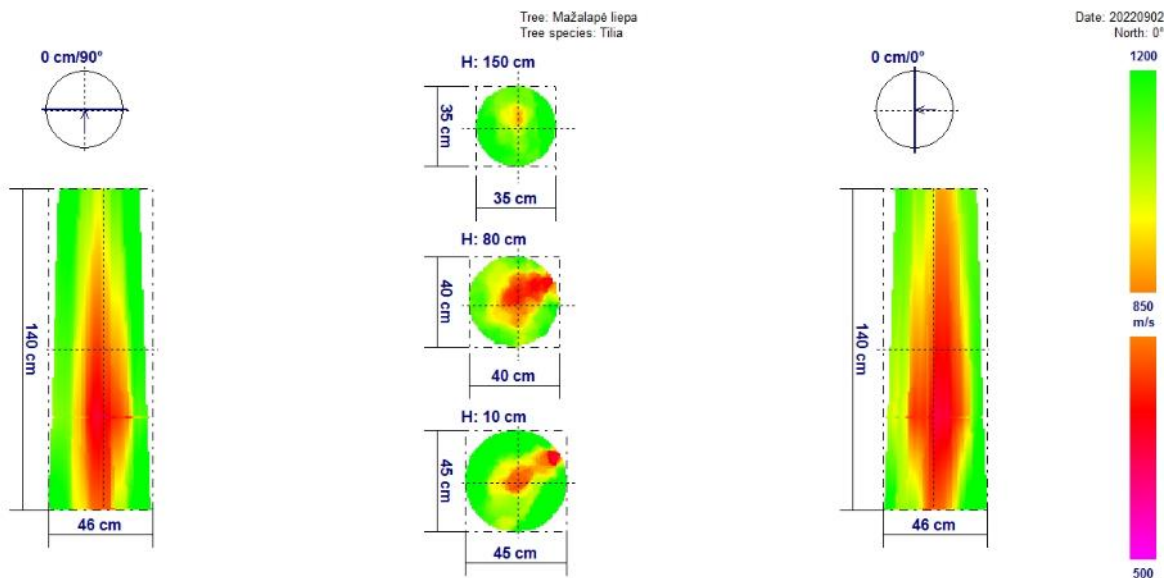 Tree: Mažalapė liepa
Tree species: Tilia
Date: 20220902
North: 0°
0 cm/90°
H: 150 cm
35 cm
35 cm
0 cm/0°
1200
850
m/s
500
140 cm
46 cm
H: 80 cm
40 cm
40 cm
H: 10 cm
45 cm
45 cm
140 cm
46 cm